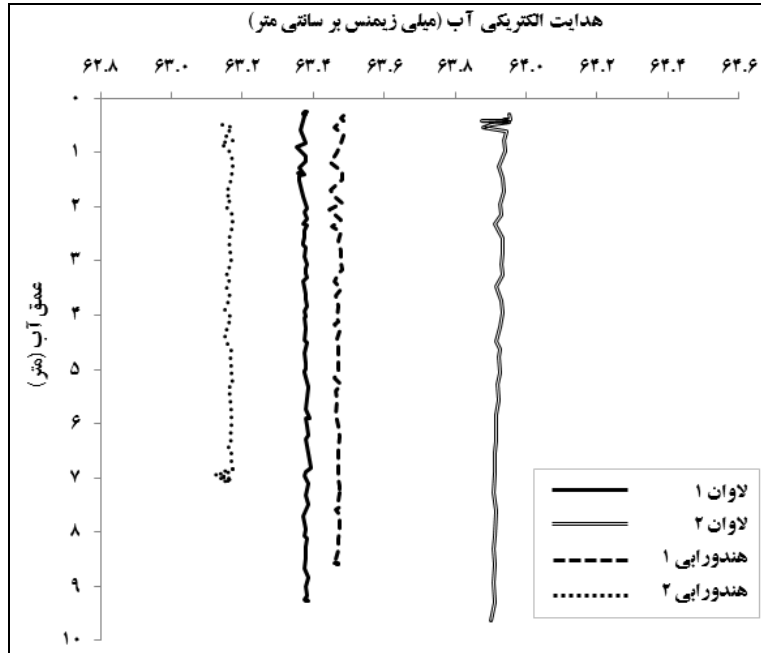 هدایت الکتریکی آب (میلی زیمنس بر سانتی متر)
۶۲.۸ ۶۳.۰ ۶۳.۲ ۶۳.۴ ۶۳.۶ ۶۳.۸ ۶۴.۰ ۶۴.۲ ۶۴.۴ ۶۴.۶
۰
۱
۲
۳
۴
۵
۶
۷
۸
۹
۱۰
عمق آب (متر)
لاوان ۱
لاوان ۲
هندورابی ۱
هندورابی ۲